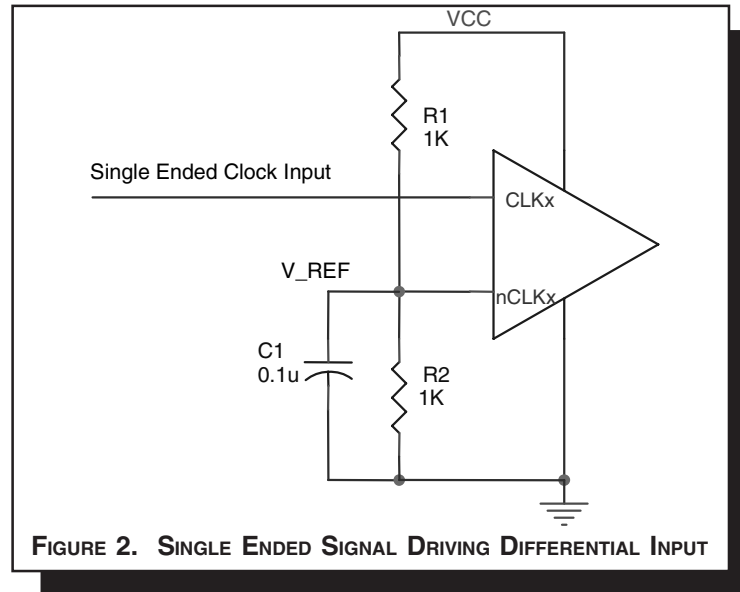 VCC
R1
1K
Single Ended Clock Input
CLKx
V_REF
nCLKx
C1
0.1u
R2
1K
FIGURE 2. SINGLE ENDED SIGNAL DRIVING DIFFERENTIAL INPUT